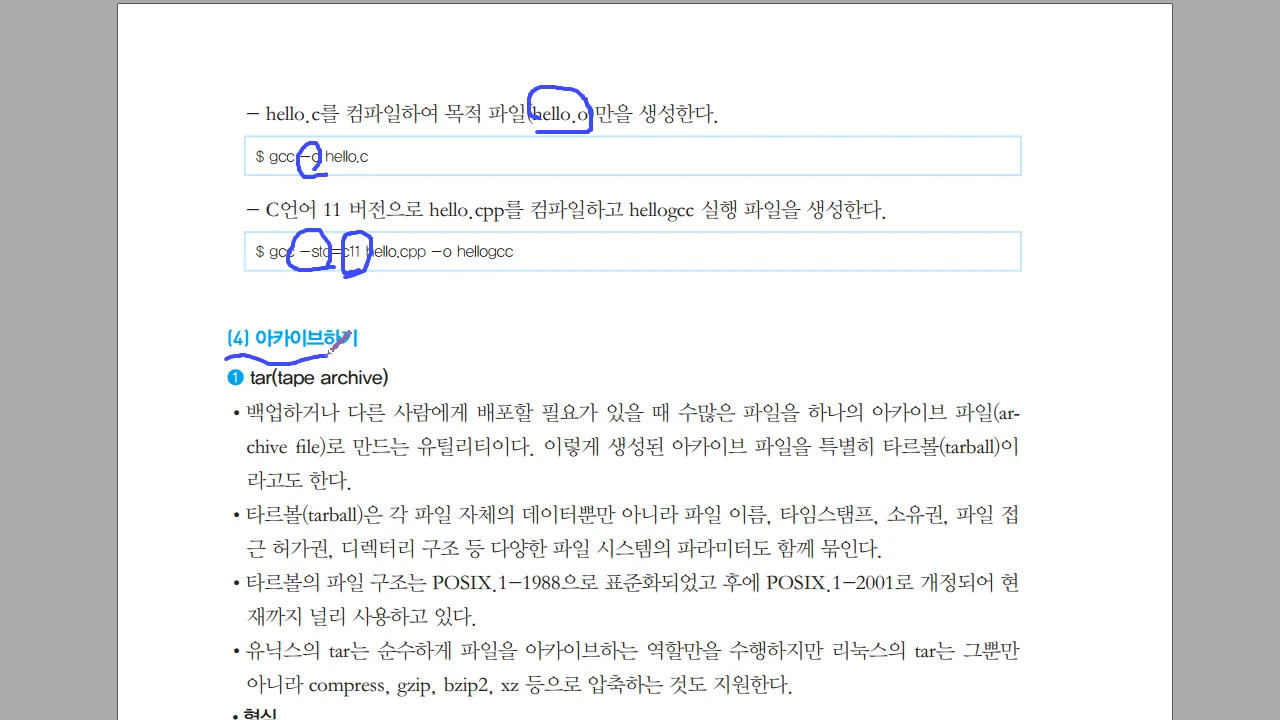 – hello.c를 컴파일하여 목적 파일(hello.o)만을 생성한다.
$ gcc –c hello.c
– C언어 11 버전으로 hello.cpp를 컴파일하고 hellogcc 실행 파일을 생성한다.
$ gcc –std=c11 hello.cpp –o hellogcc
(4) 아카이브하기
❶ tar(tape archive)
• 백업하거나 다른 사람에게 배포할 필요가 있을 때 수많은 파일을 하나의 아카이브 파일(ar-
chive file)로 만드는 유틸리티이다. 이렇게 생성된 아카이브 파일을 특별히 타르볼(tarball)이
라고도 한다.
• 타르볼(tarball)은 각 파일 자체의 데이터뿐만 아니라 파일 이름, 타임스탬프, 소유권, 파일 접
근 허가권, 디렉터리 구조 등 다양한 파일 시스템의 파라미터도 함께 묶인다.
• 타르볼의 파일 구조는 POSIX.1–1988으로 표준화되었고 후에 POSIX.1–2001로 개정되어 현
재까지 널리 사용하고 있다.
• 유닉스의 tar는 순수하게 파일을 아카이브하는 역할만을 수행하지만 리눅스의 tar는 그뿐만
아니라 compress, gzip, bzip2, xz 등으로 압축하는 것도 지원한다.
• 형식